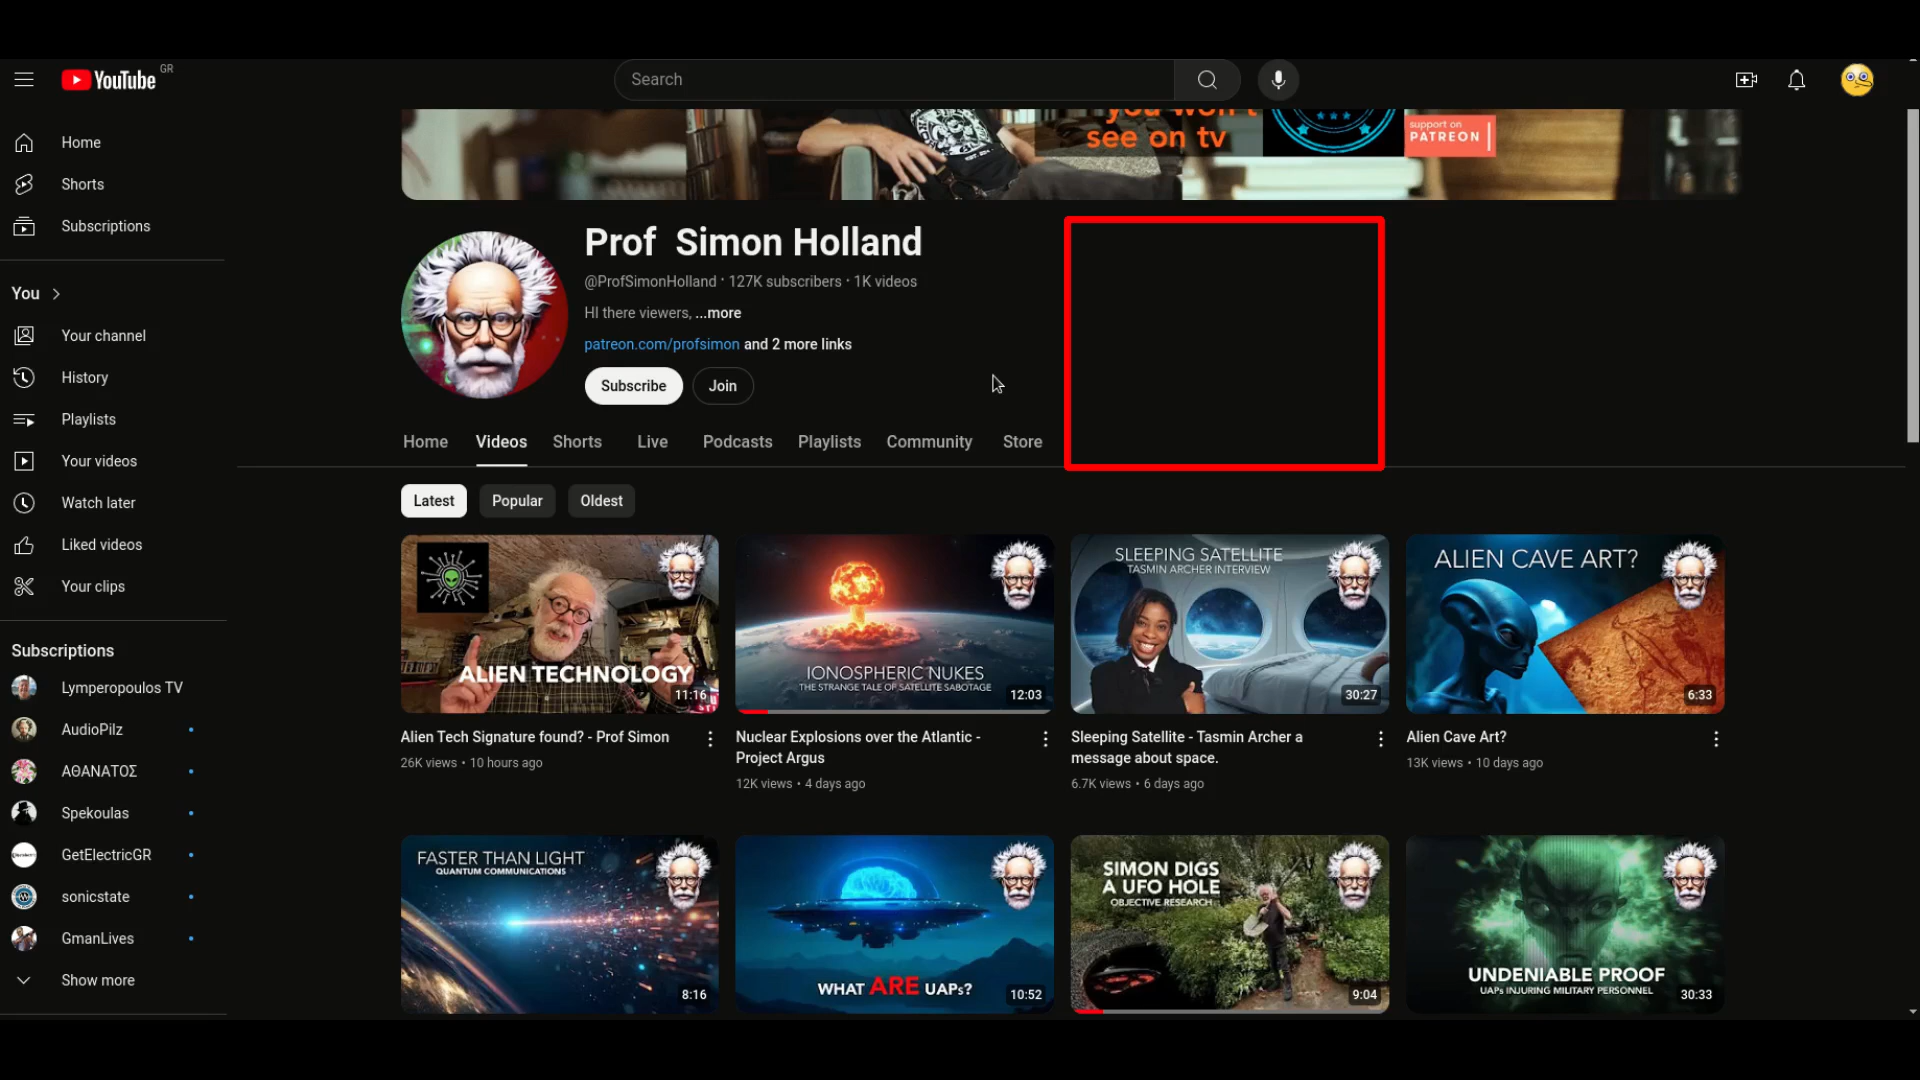 YouTube GR
Search
Home
Shorts
Subscriptions
You
Your channel
History
Playlists
Your videos
Watch later
Liked videos
Your clips
Subscriptions
Lymperopoulos TV
AudioPilz
ΑΘΑΝΑΤΟΣ
Spekoulas
GetElectricGR
sonicstate
GmanLives
Show more
you won't
see on tv
support on
PATREON
Prof Simon Holland
@ProfSimonHolland · 127K subscribers · 1K videos
HI there viewers, ...more
patreon.com/profsimon and 2 more links
Subscribe Join
Home Videos Shorts Live Podcasts Playlists Community Store
Latest Popular Oldest
ALIEN TECHNOLOGY
11:16
Alien Tech Signature found? - Prof Simon
26K views • 10 hours ago
IONOSPHERIC NUKES
THE STRANGE TALE OF SATELLITE SABOTAGE
12:03
Nuclear Explosions over the Atlantic -
Project Argus
12K views • 4 days ago
SLEEPING SATELLITE
TASMIN ARCHER INTERVIEW
30:27
Sleeping Satellite - Tasmin Archer a
message about space.
6.7K views • 6 days ago
ALIEN CAVE ART?
6:33
Alien Cave Art?
13K views • 10 days ago
FASTER THAN LIGHT
QUANTUM COMMUNICATIONS
8:16
WHAT ARE UAPs?
10:52
SIMON DIGS
A UFO HOLE
OBJECTIVE RESEARCH
9:04
UNDENIABLE PROOF
UAPs INJURING MILITARY PERSONNEL
30:33